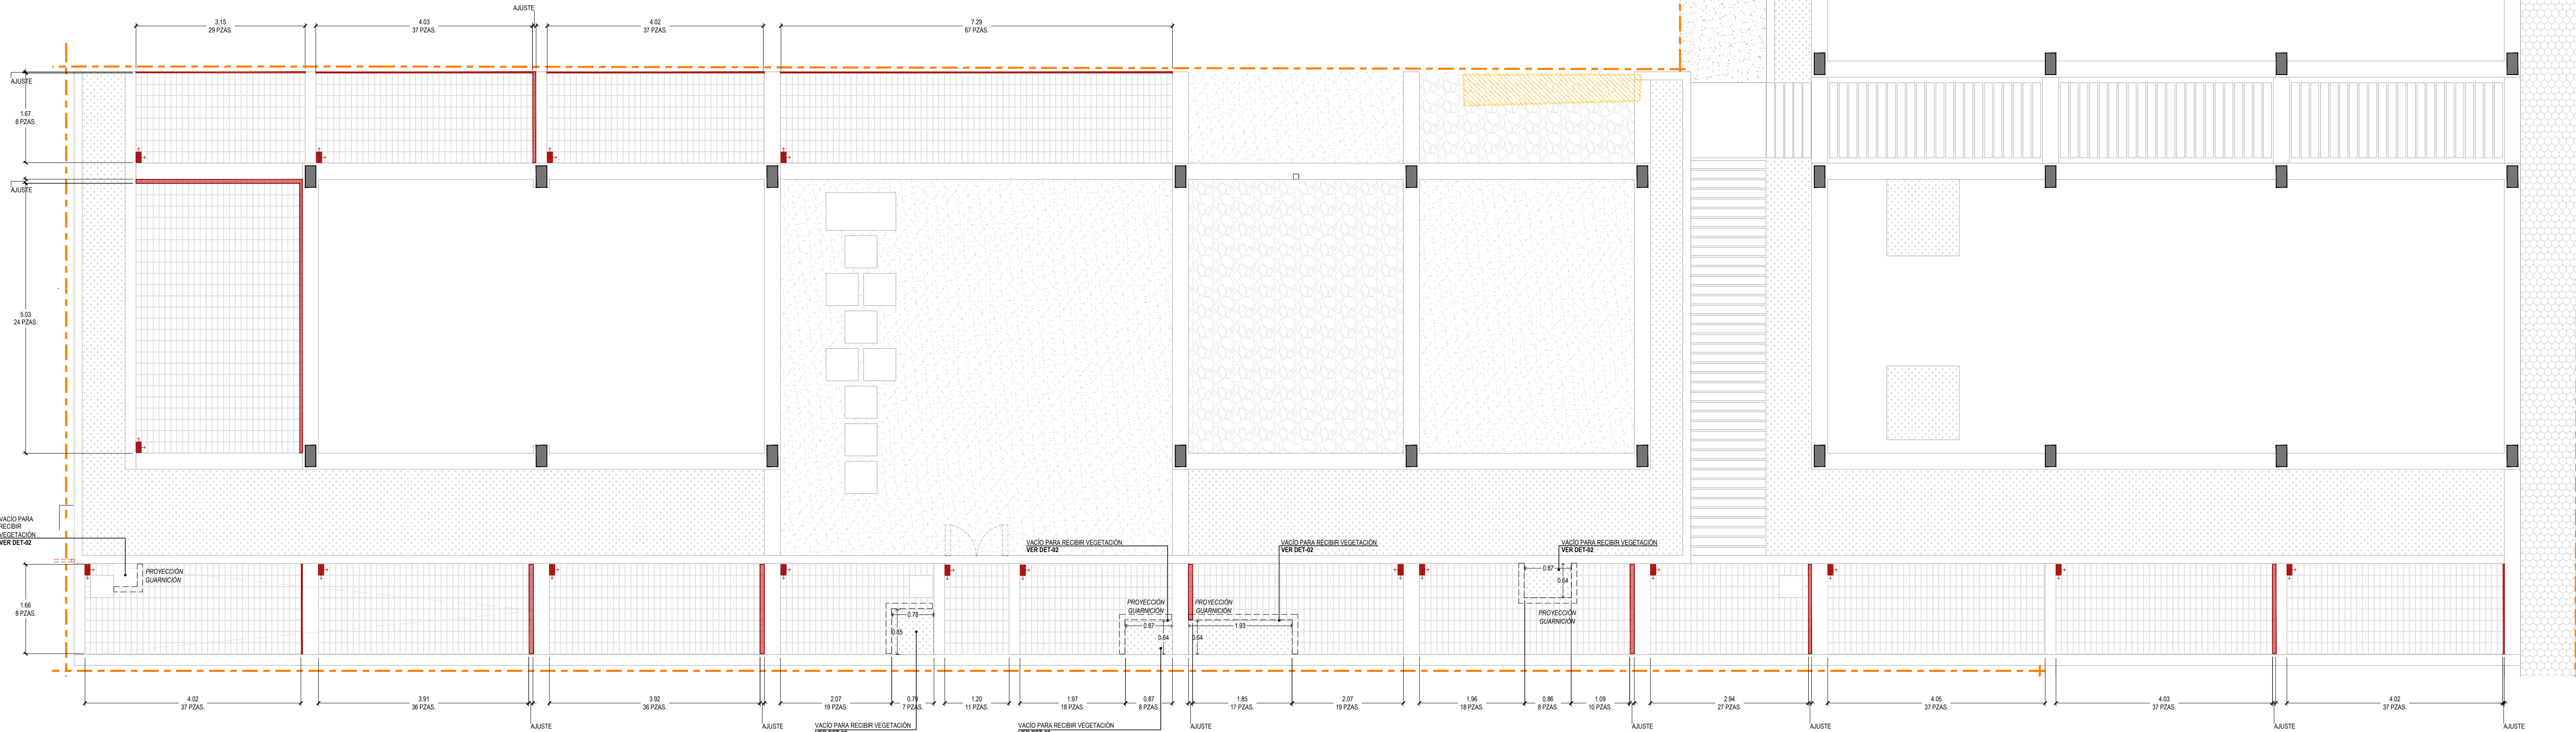 AJUSTE
3.15
29 PZAS.
4.03
37 PZAS.
4.02
37 PZAS.
7.29
67 PZAS.
AJUSTE
1.67
8 PZAS.
AJUSTE
5.03
24 PZAS.
VACÍO PARA
RECIBIR
VEGETACIÓN
VER DET-02
PROYECCIÓN
GUARNICIÓN
1.66
8 PZAS.
0.78
0.85
VACÍO PARA RECIBIR VEGETACIÓN
VER DET-02
PROYECCIÓN
GUARNICIÓN
0.87
0.64
VACÍO PARA RECIBIR VEGETACIÓN
VER DET-02
PROYECCIÓN
GUARNICIÓN
1.93
0.64
VACÍO PARA RECIBIR VEGETACIÓN
VER DET-02
0.87
0.64
PROYECCIÓN
GUARNICIÓN
4.02
37 PZAS.
3.91
36 PZAS.
3.92
36 PZAS.
2.07
19 PZAS.
0.79
7 PZAS.
1.20
11 PZAS.
1.97
18 PZAS.
0.87
8 PZAS.
1.85
17 PZAS.
2.07
19 PZAS.
1.96
18 PZAS.
0.86
8 PZAS.
1.09
10 PZAS.
2.94
27 PZAS.
4.05
37 PZAS.
4.03
37 PZAS.
4.02
37 PZAS.
AJUSTE
AJUSTE
VACÍO PARA RECIBIR VEGETACIÓN
VER DET-02
VACÍO PARA RECIBIR VEGETACIÓN
VER DET-02
AJUSTE
AJUSTE
AJUSTE
AJUSTE
AJUSTE